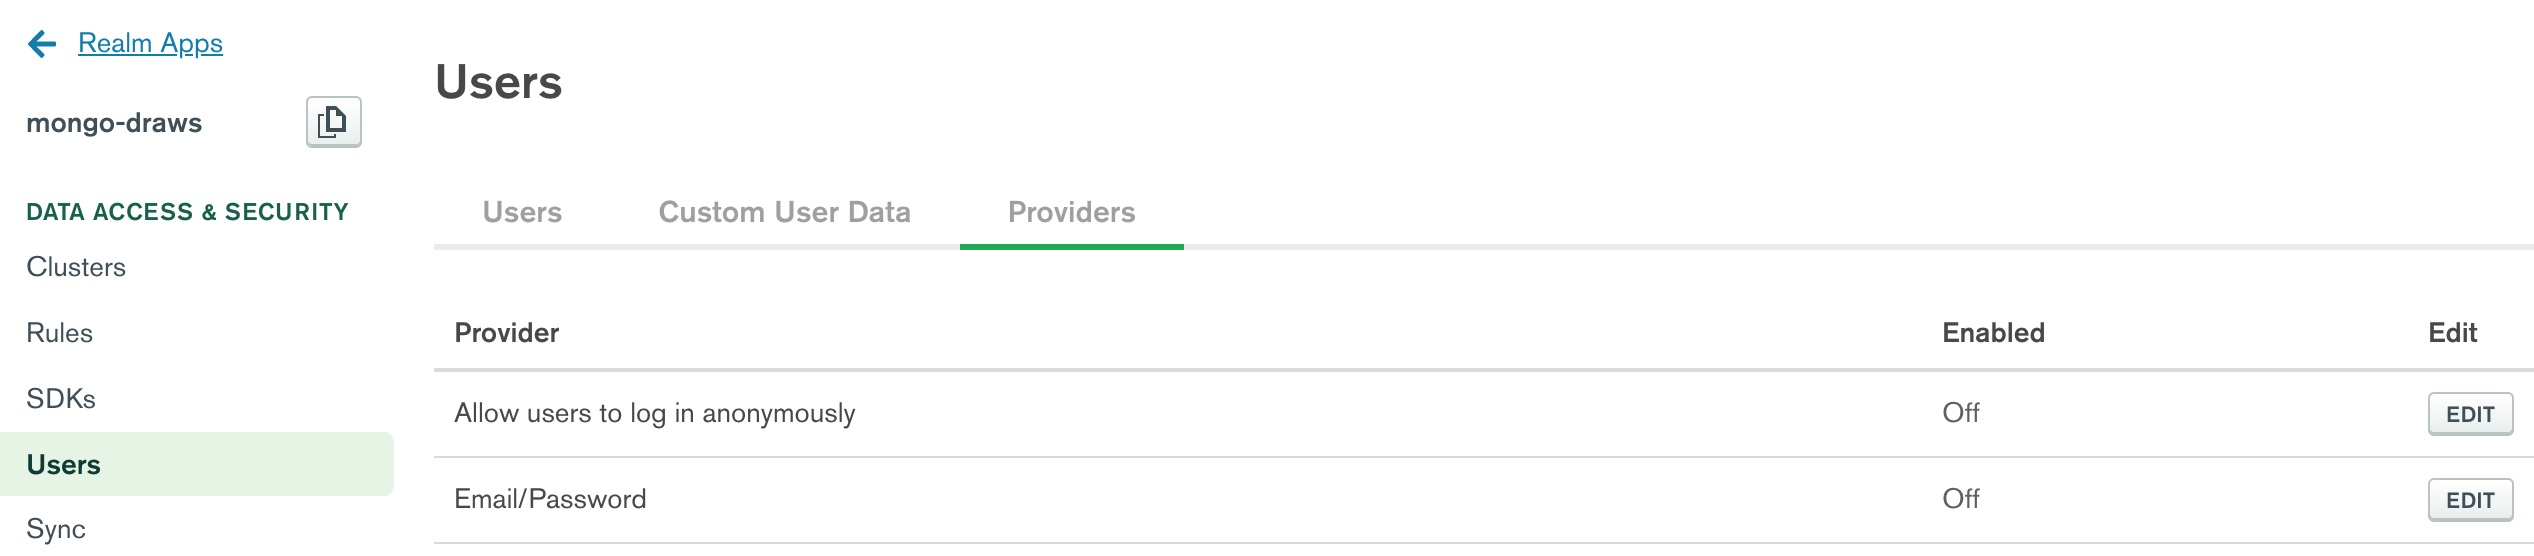 Realm Apps
mongo-draws
DATA ACCESS & SECURITY
Clusters
Rules
SDKs
Users
Sync
Users
Users Custom User Data Providers
Provider Enabled Edit
Allow users to log in anonymously Off EDIT
Email/Password Off EDIT